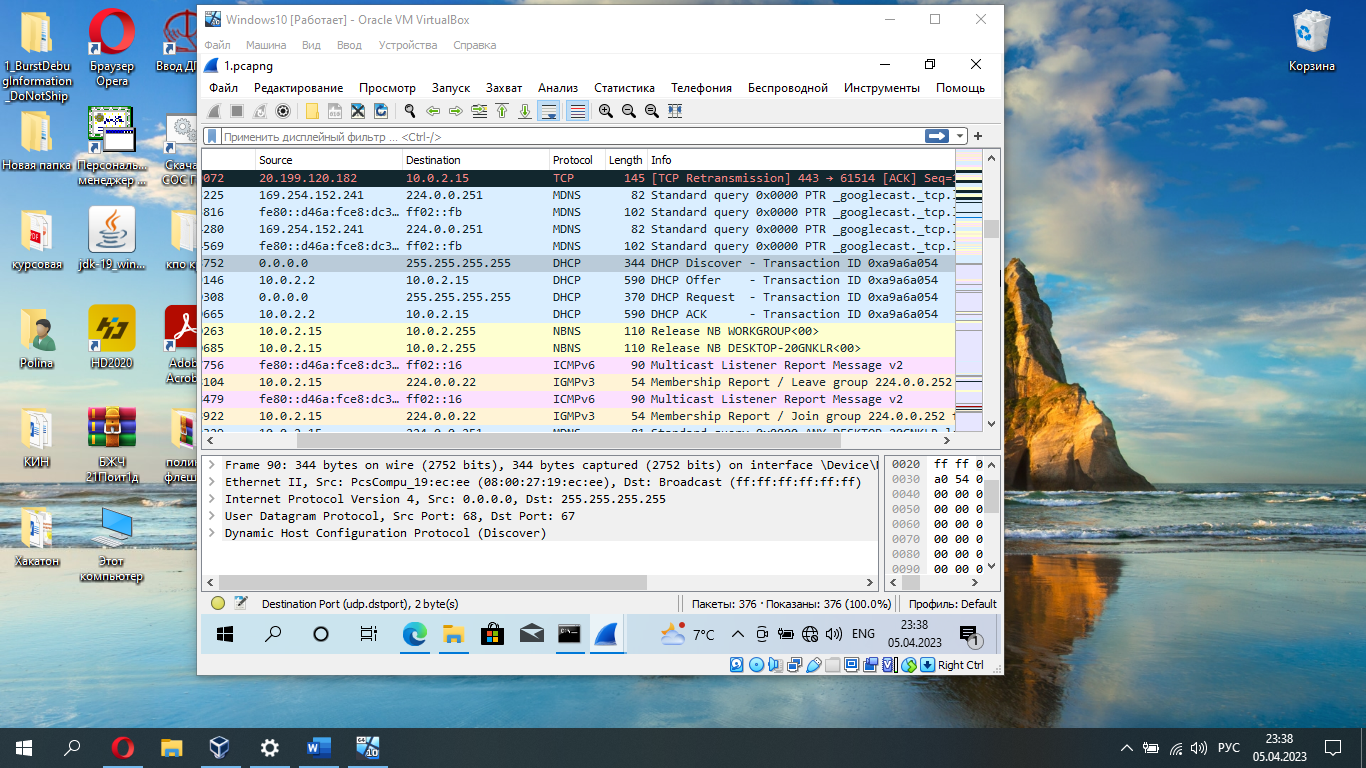 1_BurstDebu
gInformation
_DoNotShip
Браузер
Opera
Новая папка
Персональ...
менеджер ...
курсовая
jdk-19_win...
Polina
HD2020
КИН
БЖЧ
21Поит1д
Хакатон
Этот
компьютер
Корзина
Windows10 [Работает] - Oracle VM VirtualBox
Файл Машина Вид Ввод Устройства Справка
1.pcapng
Файл Редактирование Просмотр Запуск Захват Анализ Статистика Телефония Беспроводной Инструменты Помощь
Применить дисплейный фильтр ... <Ctrl-/>
Source Destination Protocol Length Info
072 20.199.120.182 10.0.2.15 TCP 145 [TCP Retransmission] 443 → 61514 [ACK] Seq=
225 169.254.152.241 224.0.0.251 MDNS 82 Standard query 0x0000 PTR _googlecast._tcp.
816 fe80::d46a:fce8:dc3… ff02::fb MDNS 102 Standard query 0x0000 PTR _googlecast._tcp.
280 169.254.152.241 224.0.0.251 MDNS 82 Standard query 0x0000 PTR _googlecast._tcp.
569 fe80::d46a:fce8:dc3… ff02::fb MDNS 102 Standard query 0x0000 PTR _googlecast._tcp.
752 0.0.0.0 255.255.255.255 DHCP 344 DHCP Discover - Transaction ID 0xa9a6a054
146 10.0.2.2 10.0.2.15 DHCP 590 DHCP Offer - Transaction ID 0xa9a6a054
308 0.0.0.0 255.255.255.255 DHCP 370 DHCP Request - Transaction ID 0xa9a6a054
665 10.0.2.2 10.0.2.15 DHCP 590 DHCP ACK - Transaction ID 0xa9a6a054
263 10.0.2.15 10.0.2.255 NBNS 110 Release NB WORKGROUP<00>
685 10.0.2.15 10.0.2.255 NBNS 110 Release NB DESKTOP-20GNKLR<00>
756 fe80::d46a:fce8:dc3… ff02::16 ICMPv6 90 Multicast Listener Report Message v2
104 10.0.2.15 224.0.0.22 IGMPv3 54 Membership Report / Leave group 224.0.0.252
479 fe80::d46a:fce8:dc3… ff02::16 ICMPv6 90 Multicast Listener Report Message v2
922 10.0.2.15 224.0.0.22 IGMPv3 54 Membership Report / Join group 224.0.0.252
Frame 90: 344 bytes on wire (2752 bits), 344 bytes captured (2752 bits) on interface \Device\
Ethernet II, Src: PcsCompu_19:ec:ee (08:00:27:19:ec:ee), Dst: Broadcast (ff:ff:ff:ff:ff:ff)
Internet Protocol Version 4, Src: 0.0.0.0, Dst: 255.255.255.255
User Datagram Protocol, Src Port: 68, Dst Port: 67
Dynamic Host Configuration Protocol (Discover)
0020 ff ff 0
0030 a0 54 0
0040 00 00 0
0050 00 00 0
0060 00 00 0
0070 00 00 0
0080 00 00 0
0090 00 00 0
Destination Port (udp.dstport), 2 byte(s)
Пакеты: 376 · Показаны: 376 (100.0%)
Профиль: Default
7°C
ENG
23:38
05.04.2023
1
Right Ctrl
РУС
23:38
05.04.2023